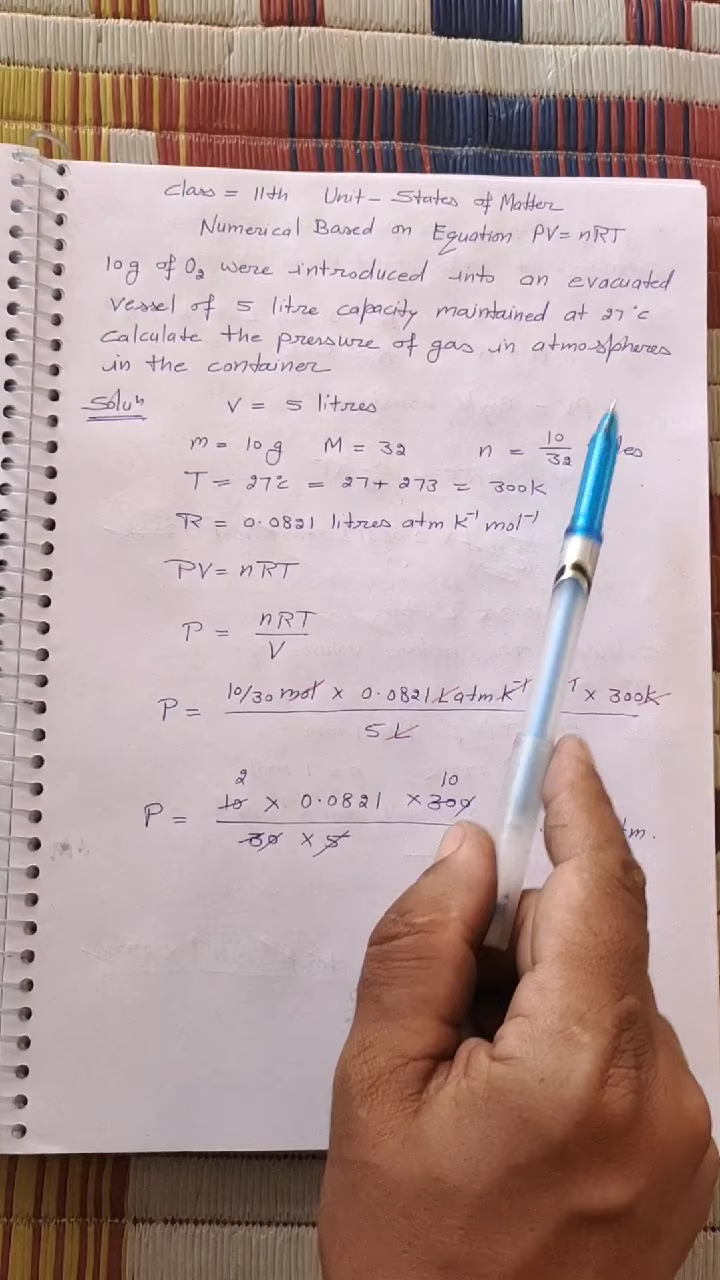 Class = 11th Unit - States of Matter
Numerical Based on Equation PV = nRT
10g of O₂ were introduced into an evacuated
vessel of 5 litre capacity maintained at 27°C
Calculate the pressure of gas in atmospheres
in the container
Soluⁿ V = 5 litres
m = 10g M = 32 n = 10/32
T = 27°C = 27 + 273 = 300K
R = 0.0821 litres atm K⁻¹ mol⁻¹
PV = nRT
P = nRT/V
P = 10/30 mol × 0.0821 L atm K⁻¹ ⁻¹ × 300K / 5 L
2 10
P = 10 × 0.0821 × 300 / 30 × 5